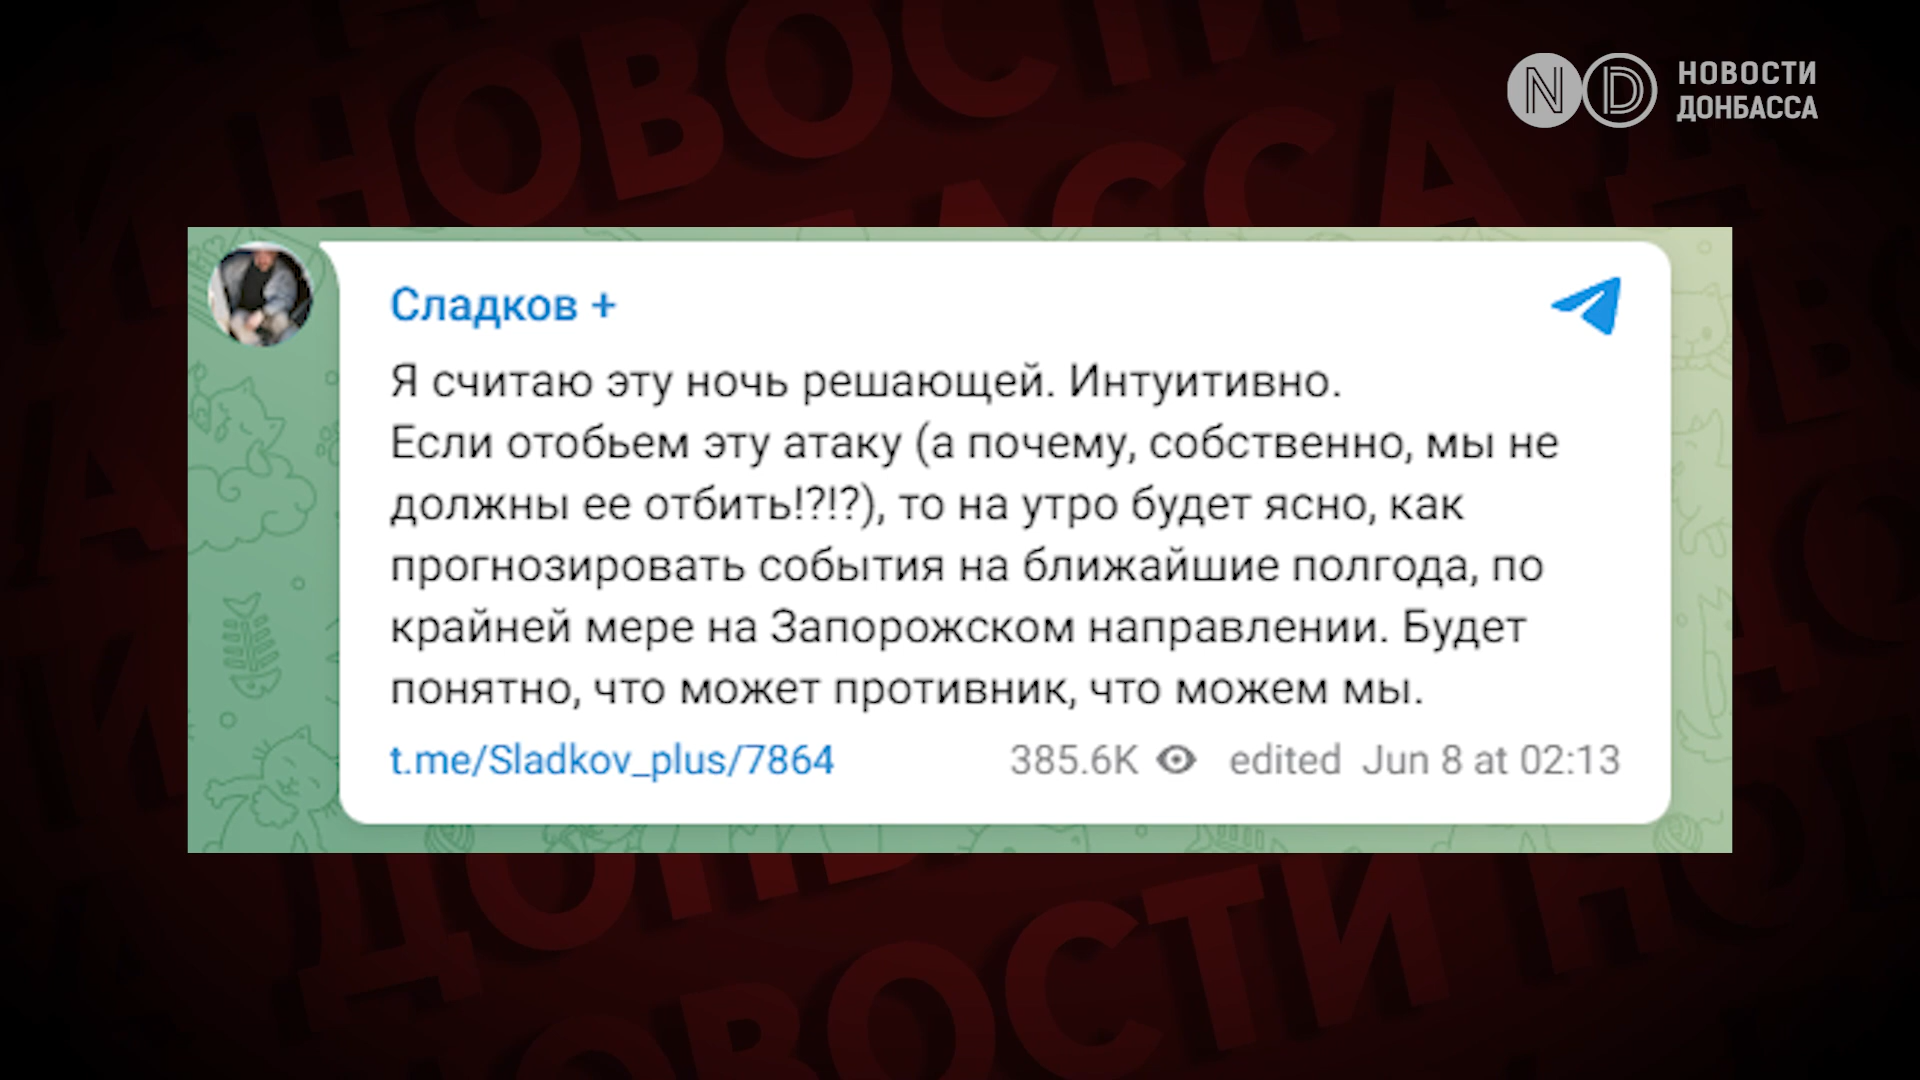 НОВОСТИ
ДОНБАССА
Сладков +
Я считаю эту ночь решающей. Интуитивно.
Если отобьем эту атаку (а почему, собственно, мы не
должны ее отбить!?!?), то на утро будет ясно, как
прогнозировать события на ближайшие полгода, по
крайней мере на Запорожском направлении. Будет
понятно, что может противник, что можем мы.
t.me/Sladkov_plus/7864 385.6K edited Jun 8 at 02:13